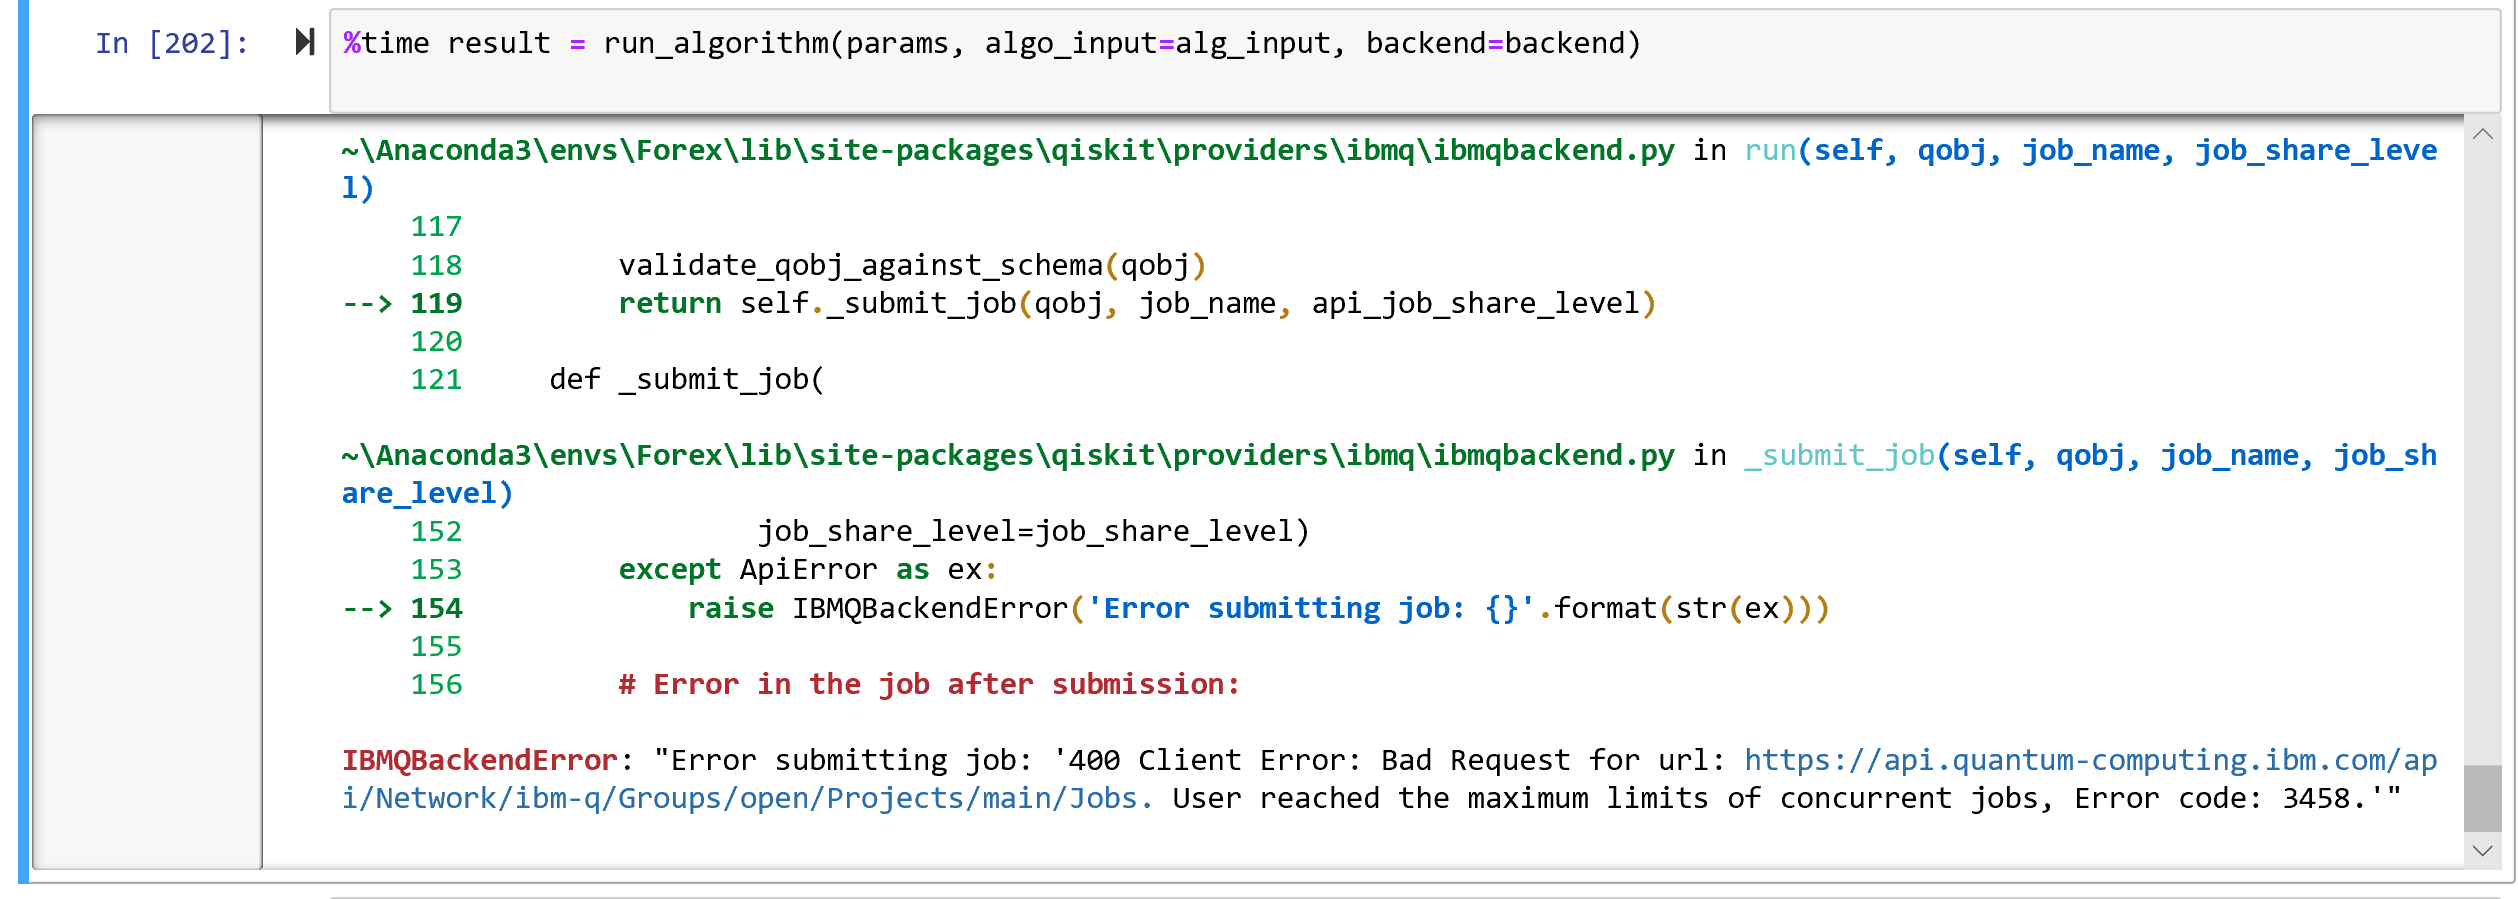 In [202]: %time result = run_algorithm(params, algo_input=alg_input, backend=backend)
~\Anaconda3\envs\Forex\lib\site-packages\qiskit\providers\ibmq\ibmqbackend.py in run(self, qobj, job_name, job_share_leve
l)
117
118         validate_qobj_against_schema(qobj)
--> 119         return self._submit_job(qobj, job_name, api_job_share_level)
120
121     def _submit_job(
~\Anaconda3\envs\Forex\lib\site-packages\qiskit\providers\ibmq\ibmqbackend.py in _submit_job(self, qobj, job_name, job_sh
are_level)
152                 job_share_level=job_share_level)
153         except ApiError as ex:
--> 154             raise IBMQBackendError('Error submitting job: {}'.format(str(ex)))
155
156         # Error in the job after submission:
IBMQBackendError: "Error submitting job: '400 Client Error: Bad Request for url: https://api.quantum-computing.ibm.com/ap
i/Network/ibm-q/Groups/open/Projects/main/Jobs. User reached the maximum limits of concurrent jobs, Error code: 3458.'"